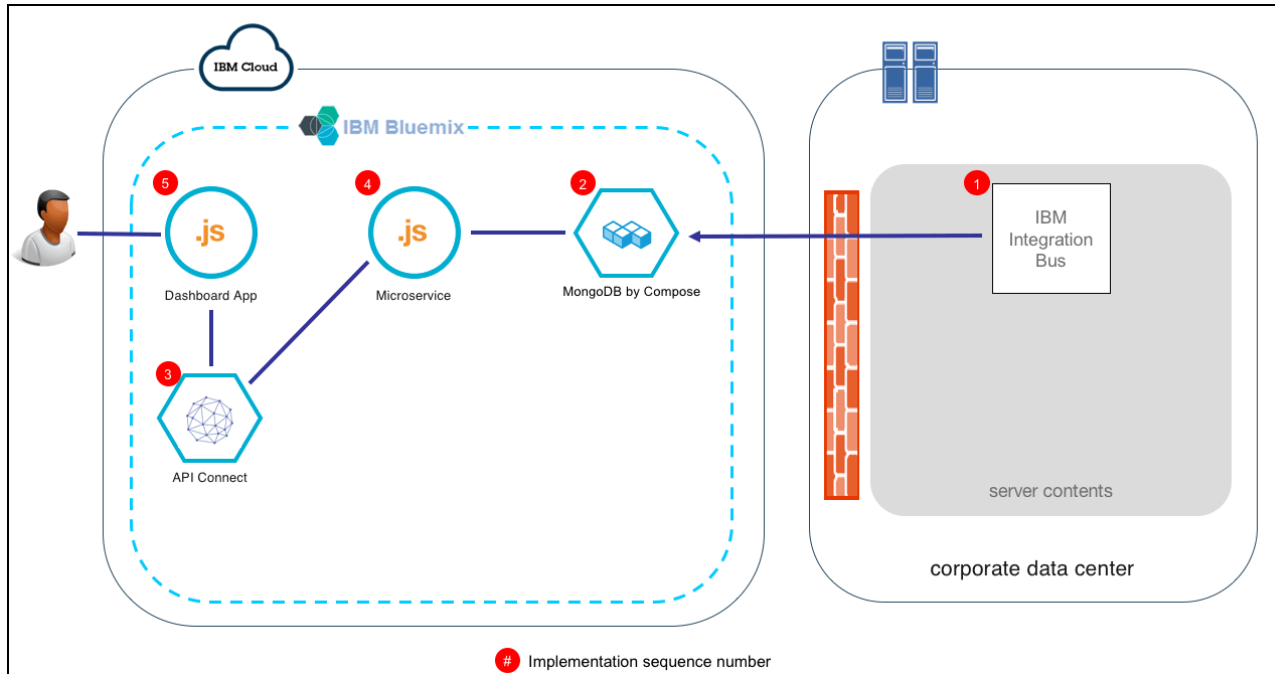 IBM Cloud
IBM Bluemix
5
4
2
1
.js
.js
IBM
Integration
Bus
Dashboard App
Microservice
MongoDB by Compose
3
API Connect
server contents
corporate data center
# Implementation sequence number